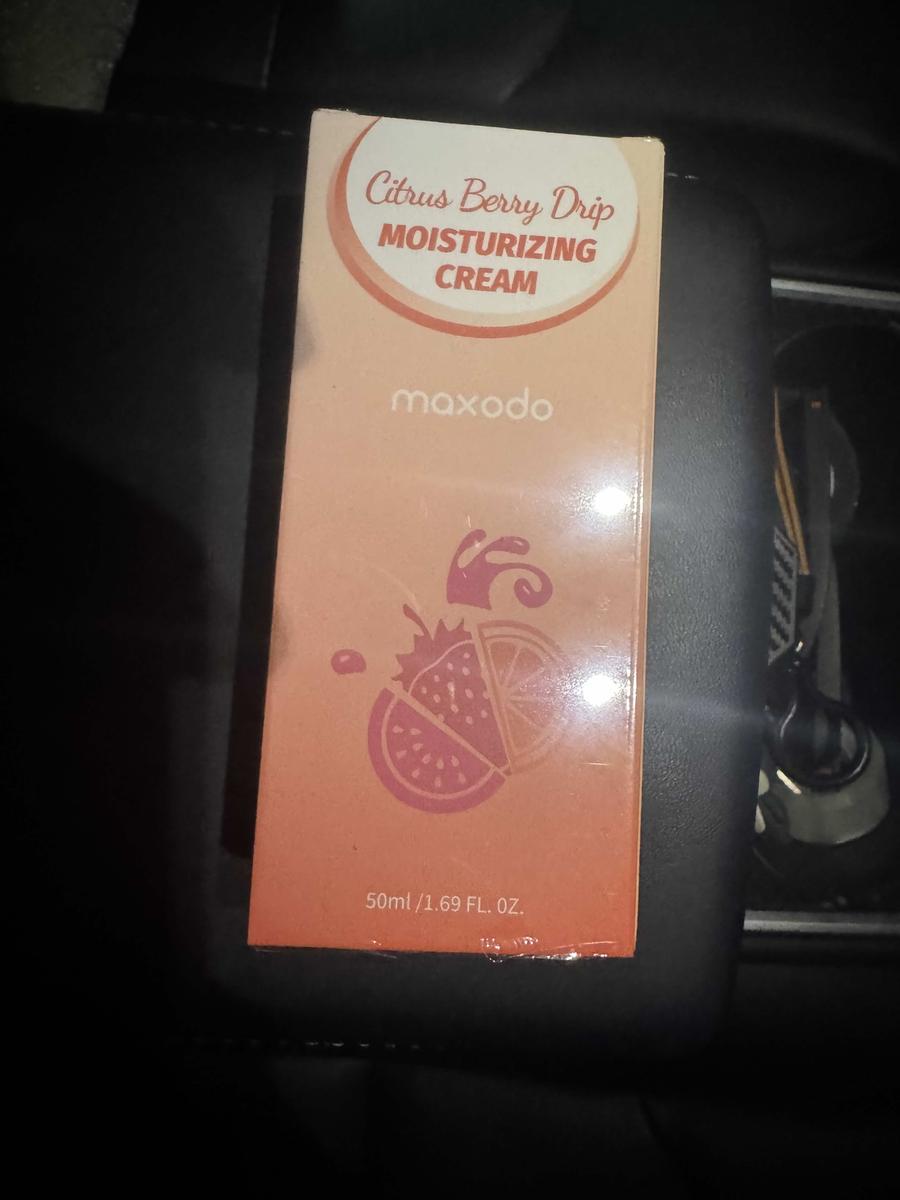 Citrus Berry Drip
MOISTURIZING
CREAM
maxodo
50ml /1.69 FL. OZ.